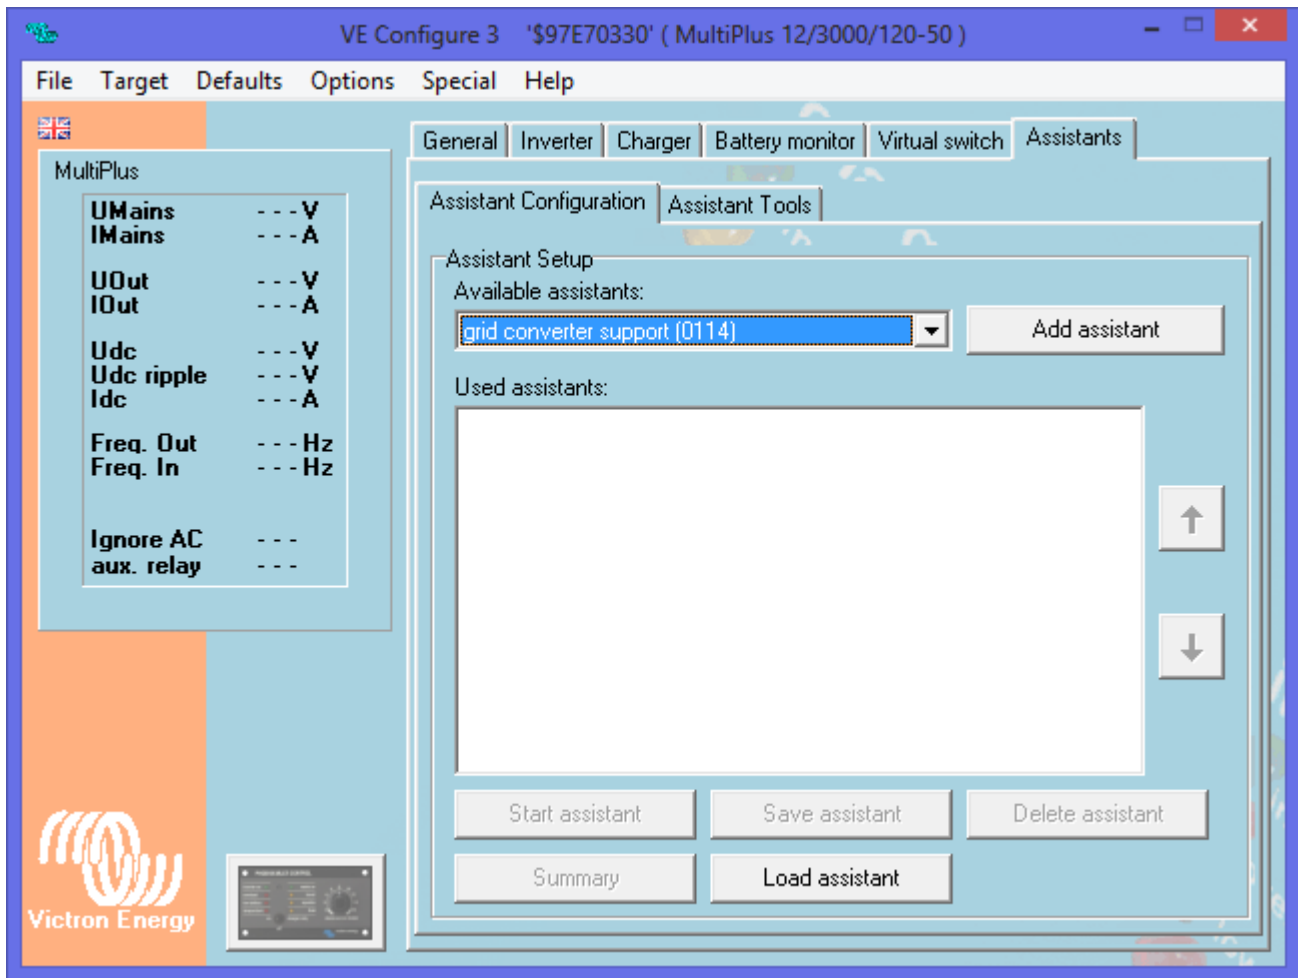 VE Configure 3 '$97E70330' ( MultiPlus 12/3000/120-50 )
File Target Defaults Options Special Help
General Inverter Charger Battery monitor Virtual switch Assistants
MultiPlus
Assistant Configuration Assistant Tools
UMains - - - V
IMains - - - A
UOut - - - V
IOut - - - A
Udc - - - V
Udc ripple - - - V
Idc - - - A
Freq. Out - - - Hz
Freq. In - - - Hz
Ignore AC - - -
aux. relay - - -
Assistant Setup
Available assistants:
grid converter support (0114)
Add assistant
Used assistants:
Start assistant Save assistant Delete assistant
Summary Load assistant
Victron Energy